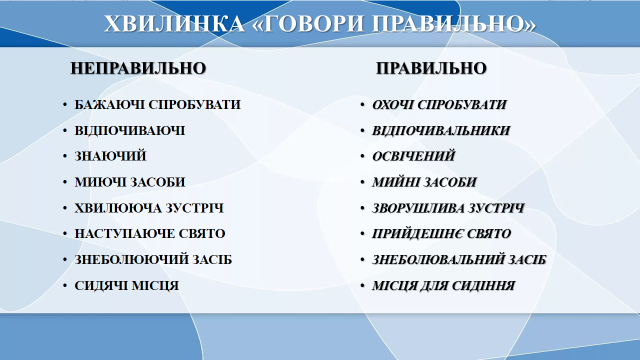 ХВИЛИНКА «ГОВОРИ ПРАВИЛЬНО»
НЕПРАВИЛЬНО
• БАЖАЮЧІ СПРОБУВАТИ
• ВІДПОЧИВАЮЧІ
• ЗНАЮЧИЙ
• МИЮЧІ ЗАСОБИ
• ХВИЛЮЮЧА ЗУСТРІЧ
• НАСТУПАЮЧЕ СВЯТО
• ЗНЕБОЛЮЮЧИЙ ЗАСІБ
• СИДЯЧІ МІСЦЯ
ПРАВИЛЬНО
• ОХОЧІ СПРОБУВАТИ
• ВІДПОЧИВАЛЬНИКИ
• ОСВІЧЕНИЙ
• МИЙНІ ЗАСОБИ
• ЗВОРУШЛИВА ЗУСТРІЧ
• ПРИЙДЕШНЄ СВЯТО
• ЗНЕБОЛЮВАЛЬНИЙ ЗАСІБ
• МІСЦЯ ДЛЯ СИДІННЯ